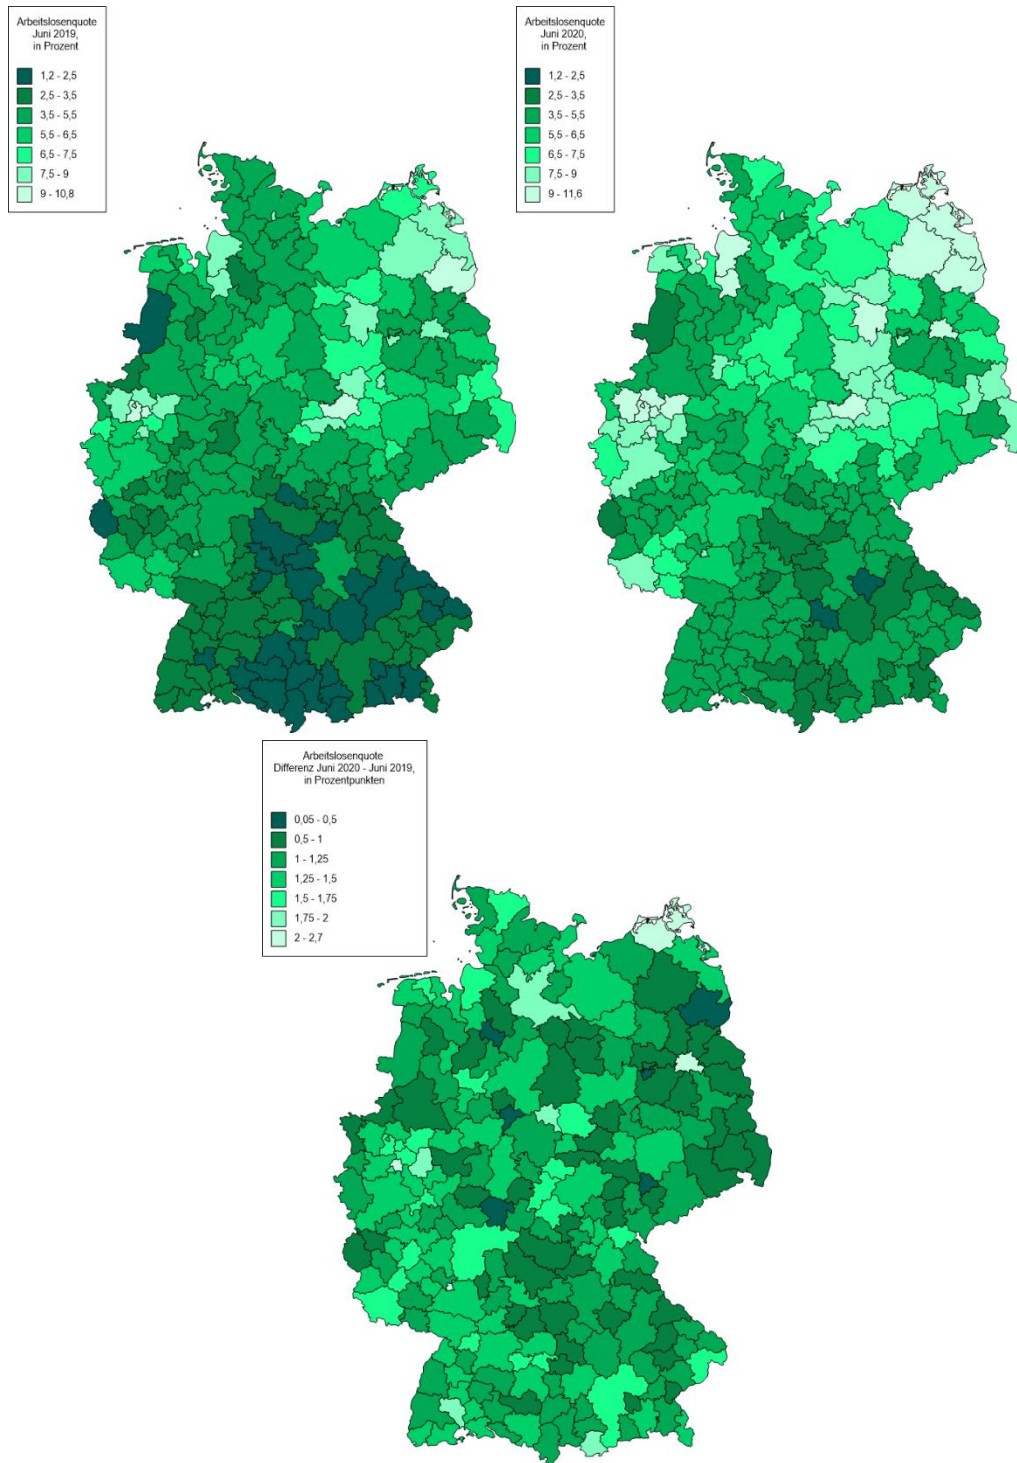 Arbeitslosenquote
Juni 2019,
in Prozent
1,2 - 2,5
2,5 - 3,5
3,5 - 5,5
5,5 - 6,5
6,5 - 7,5
7,5 - 9
9 - 10,8
Arbeitslosenquote
Juni 2020,
in Prozent
1,2 - 2,5
2,5 - 3,5
3,5 - 5,5
5,5 - 6,5
6,5 - 7,5
7,5 - 9
9 - 11,6
Arbeitslosenquote
Differenz Juni 2020 - Juni 2019,
in Prozentpunkten
0,05 - 0,5
0,5 - 1
1 - 1,25
1,25 - 1,5
1,5 - 1,75
1,75 - 2
2 - 2,7